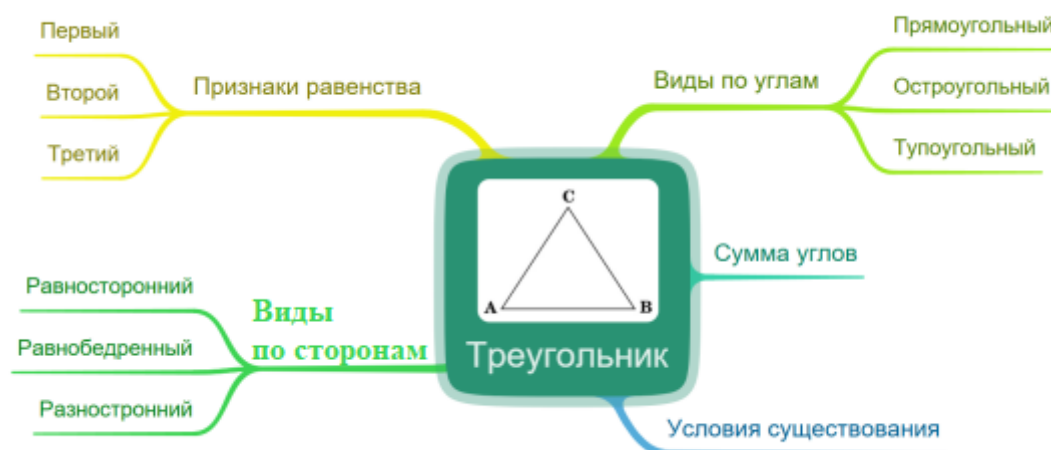 Первый
Второй
Третий
Признаки равенства
Виды по углам
Прямоугольный
Остроугольный
Тупоугольный
C
A
B
Треугольник
Сумма углов
Равносторонний
Равнобедренный
Разностронний
Виды
по сторонам
Условия существования